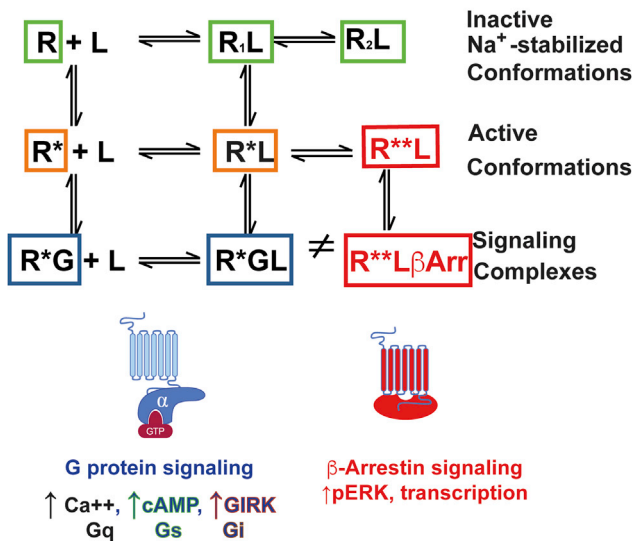 R + L R₁L R₂L
Inactive
Na⁺-stabilized
Conformations
R* + L R*L R**L
Active
Conformations
R*G + L R*GL ≠ R**LβArr
Signaling
Complexes
α
GTP
G protein signaling
↑ Ca++, ↑cAMP, ↑GIRK
Gq Gs Gi
β-Arrestin signaling
↑pERK, transcription